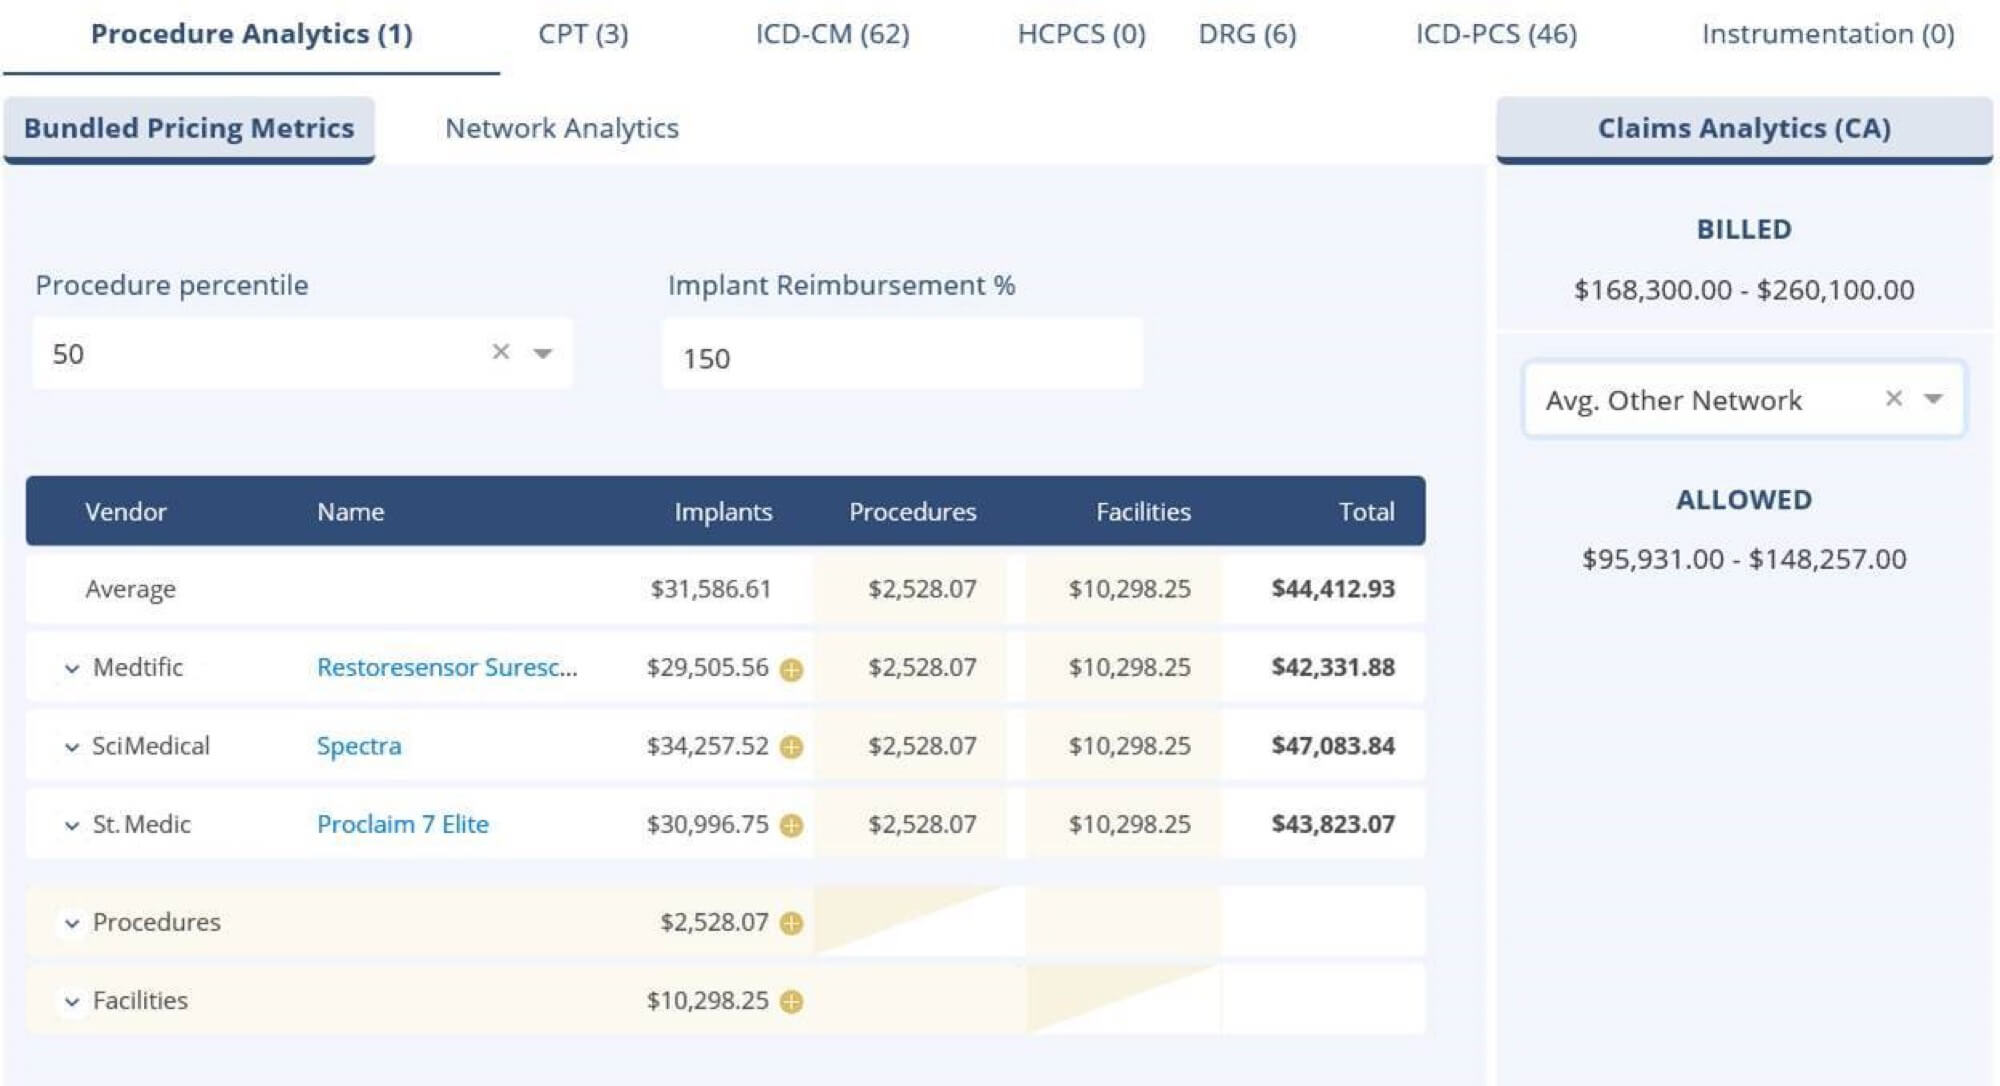 Procedure Analytics (1) CPT (3) ICD-CM (62) HCPCS (0) DRG (6) ICD-PCS (46) Instrumentation (0)
Bundled Pricing Metrics Network Analytics Claims Analytics (CA)
BILLED
$168,300.00 - $260,100.00
Procedure percentile Implant Reimbursement %
50 150
Avg. Other Network
ALLOWED
$95,931.00 - $148,257.00
Vendor Name Implants Procedures Facilities Total
Average $31,586.61 $2,528.07 $10,298.25 $44,412.93
Medtific Restoresensor Suresc... $29,505.56 $2,528.07 $10,298.25 $42,331.88
SciMedical Spectra $34,257.52 $2,528.07 $10,298.25 $47,083.84
St. Medic Proclaim 7 Elite $30,996.75 $2,528.07 $10,298.25 $43,823.07
Procedures $2,528.07
Facilities $10,298.25